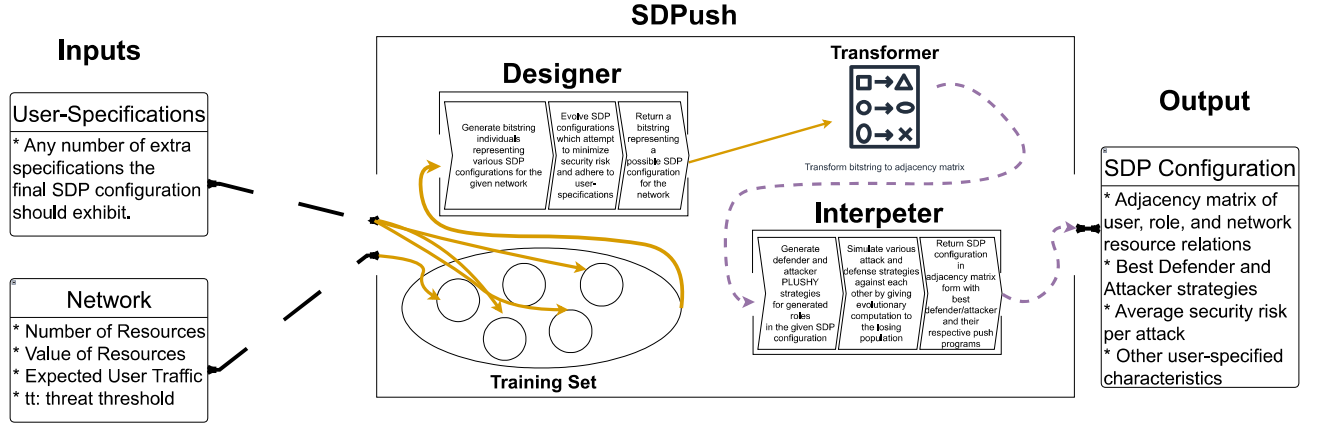 SDPush
Inputs
User-Specifications
* Any number of extra
specifications the
final SDP configuration
should exhibit.
Network
* Number of Resources
* Value of Resources
* Expected User Traffic
* tt: threat threshold
Designer
Generate bitstring
individuals
representing
various SDP
configurations for the
given network
Evolve SDP
configurations
which attempt
to minimize
security risk
and adhere to
user-
specifications
Return a
bitstring
representing
a
possible SDP
configuration
for the
network
Training Set
Transformer
Transform bitstring to adjacency matrix
Interpeter
Generate
defender and
attacker
PLUSHY
strategies
for generated
roles
in the given SDP
configuration
Simulate various
attack and
defense strategies
against each
other by giving
evolutionary
computation to
the losing
population
Return SDP
configuration
in
adjacency matrix
form with
best
defender/attacker
and their
respective push
programs
Output
SDP Configuration
* Adjacency matrix of
user, role, and network
resource relations
* Best Defender and
Attacker strategies
* Average security risk
per attack
* Other user-specified
characteristics